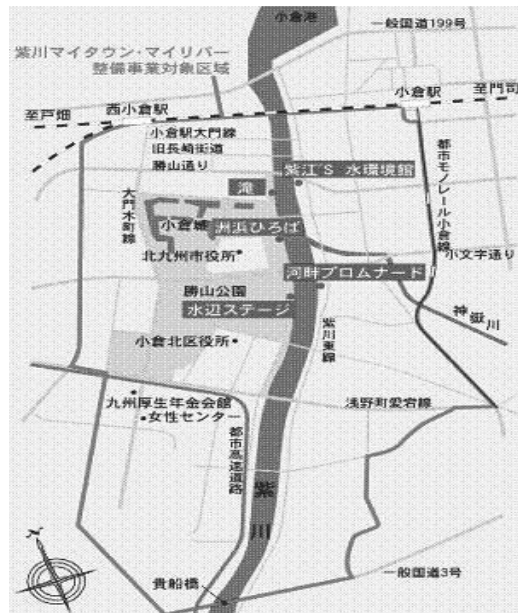 小倉港
一般国道199号
紫川マイタウン・マイリバー
整備事業対象区域
小倉駅
至門司
至戸畑
西小倉駅
小倉駅大門線
旧長崎街道
勝山通り
紫江'S 水環境館
滝
都市モノレール小倉線
大門木町線
小倉城
洲浜ひろば
北九州市役所
小文字通り
河畔プロムナード
勝山公園
水辺ステージ
神嶽川
紫川東線
小倉北区役所
九州厚生年金会館
女性センター
浅野町愛宕線
都市高速道路
紫川
貴船橋
一般国道3号